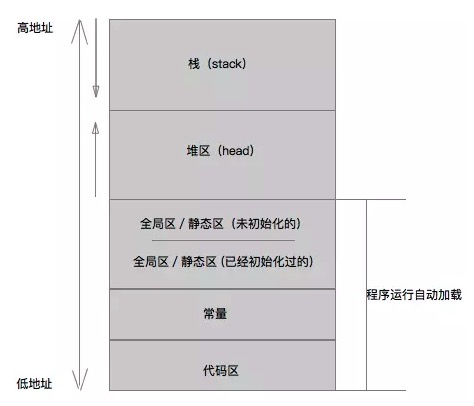 高地址
栈（stack）
堆区（head）
全局区 / 静态区（未初始化的）
全局区 / 静态区 (已经初始化过的)
程序运行自动加载
常量
代码区
低地址